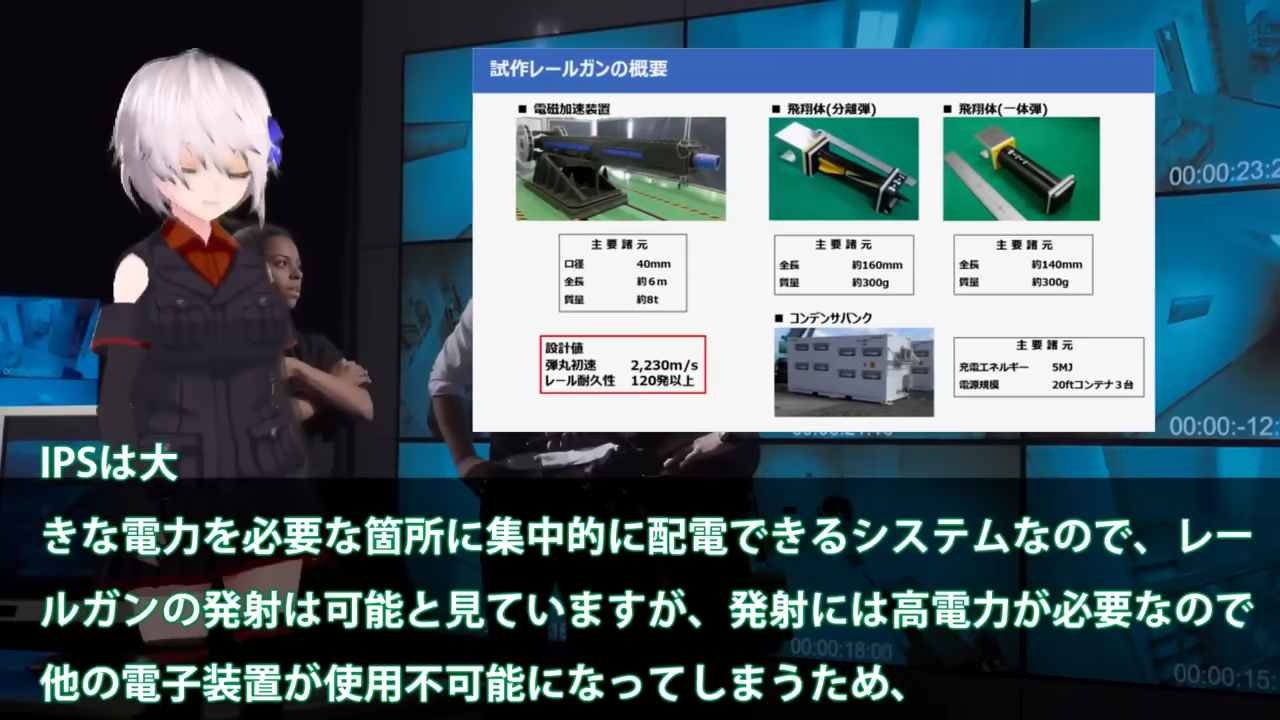 試作レールガンの概要
■ 電磁加速装置
■ 飛翔体(分離弾)
■ 飛翔体(一体弾)
主要諸元
口径 40mm
全長 約6m
質量 約8t
主要諸元
全長 約160mm
質量 約300g
主要諸元
全長 約140mm
質量 約300g
設計値
弾丸初速 2,230m/s
レール耐久性 120発以上
■ コンデンサバンク
主要諸元
充電エネルギー 5MJ
電源規模 20ftコンテナ3台
00:00:23:2
00:00:-12:
IPSは大
きな電力を必要な箇所に集中的に配電できるシステムなので、レー
ルガンの発射は可能と見ていますが、発射には高電力が必要なので
他の電子装置が使用不可能になってしまうため、
00:00:18:00
00:00:15: